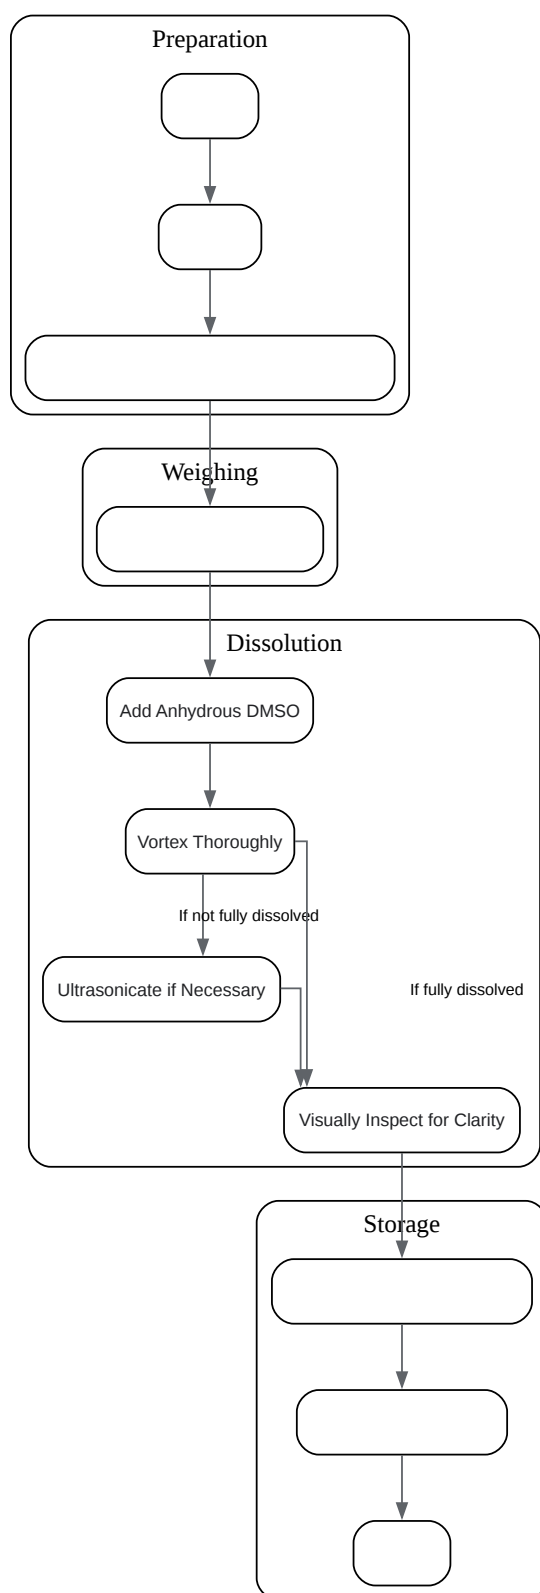 Preparation
Weighing
Dissolution
Add Anhydrous DMSO
Vortex Thoroughly
If not fully dissolved
Ultrasonicate if Necessary
If fully dissolved
Visually Inspect for Clarity
Storage